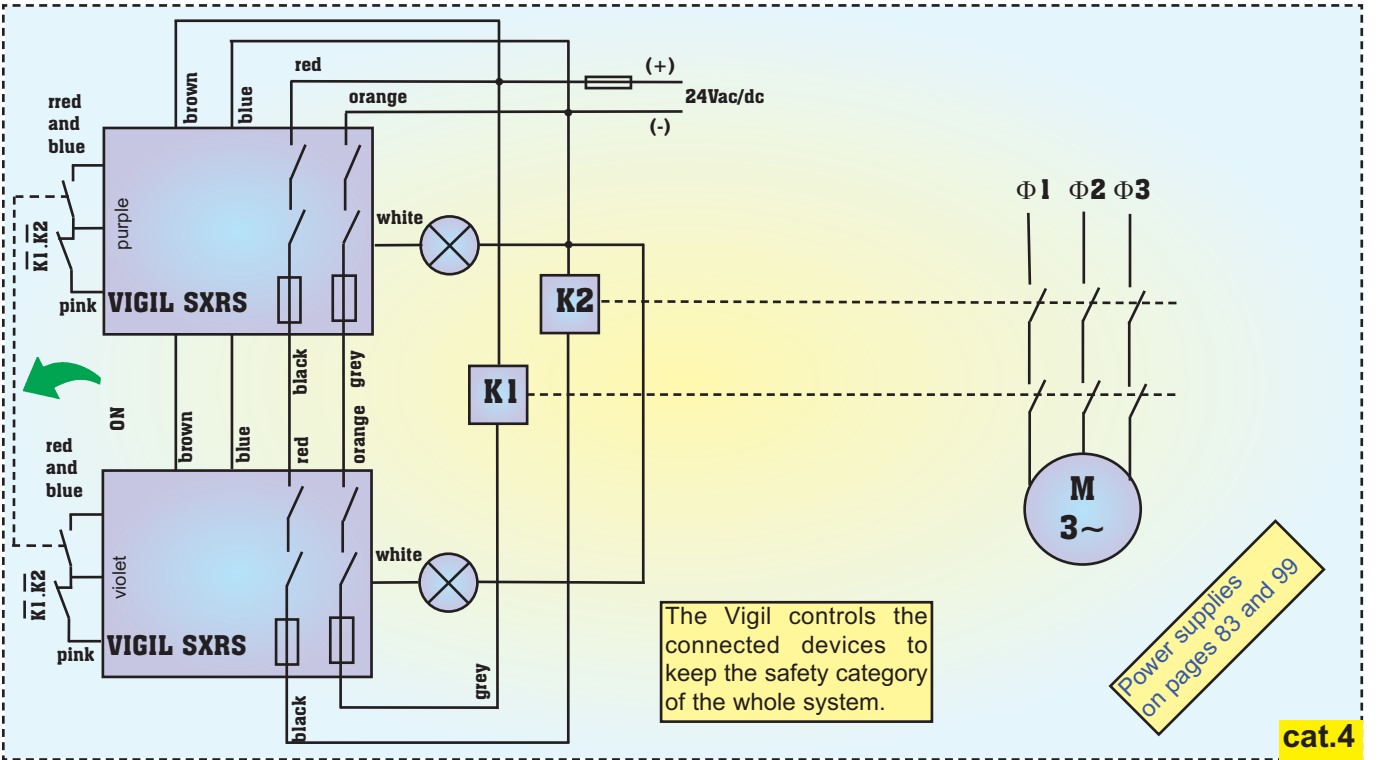 brown
blue
red
(+)
orange
24Vac/dc
(-)
rred
and
blue
purple
K1.K2
pink
VIGIL SXRS
white
K2
Φ1 Φ2 Φ3
black
grey
K1
ON
brown
blue
red
orange
red
and
blue
violet
K1.K2
pink
VIGIL SXRS
white
black
grey
M
3~
The Vigil controls the
connected devices to
keep the safety category
of the whole system.
Power supplies
on pages 83 and 99
cat.4